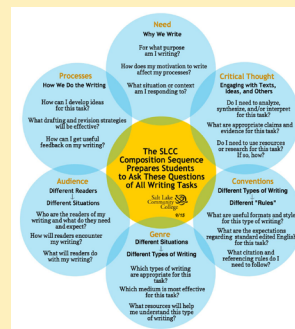 Need
Why We Write
For what purpose
am I writing?
How does my motivation to write
affect my processes?
What situation or context
am I responding to?
Processes
How We Do the Writing
How can I develop ideas
for this task?
What drafting and revision strategies
will be effective?
How can I get useful
feedback on my writing?
Critical Thought
Engaging with Texts,
Ideas, and Others
Do I need to analyze,
synthesize, and/or interpret
for this task?
What are appropriate claims and
evidence for this task?
Do I need to use resources
or research for this task?
If so, how?
The SLCC
Composition Sequence
Prepares Students
to Ask These Questions
of All Writing Tasks
Salt Lake
Community
College
9/15
Audience
Different Readers
↓
Different Situations
Who are the readers of my
writing and what do they need
and expect?
How will readers encounter
my writing?
What will readers do
with my writing?
Conventions
Different Types of Writing
↓
Different "Rules"
What are useful formats and styles
for this type of writing?
What are the expectations
regarding standard edited English
for this task?
What citation and
referencing rules do I
need to follow?
Genre
Different Situations
↓
Different Types of Writing
Which types of writing
are appropriate for this
task?
Which medium is most effective
for this task?
What resources will help
me understand this type
of writing?